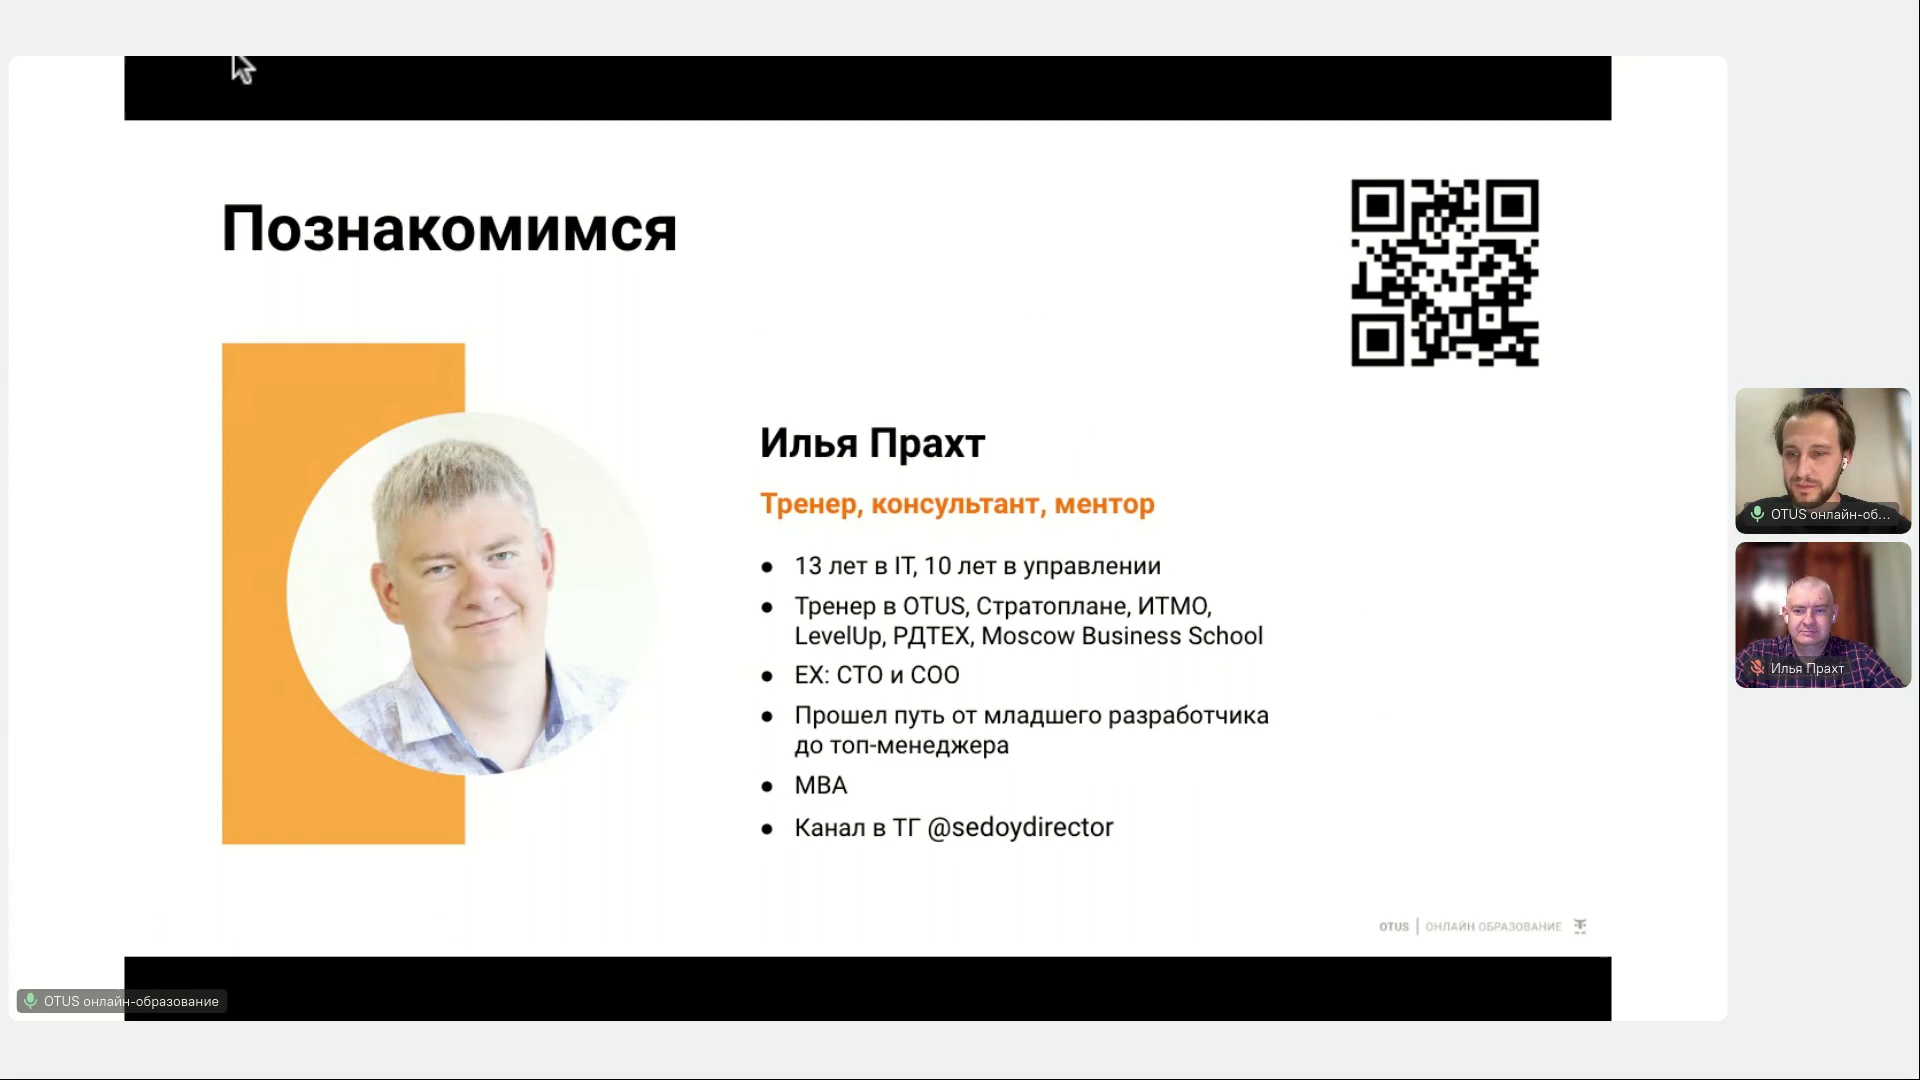 Познакомимся
Илья Прахт
Тренер, консультант, ментор
● 13 лет в IT, 10 лет в управлении
● Тренер в OTUS, Стратоплане, ИТМО,
LevelUp, РДТЕХ, Moscow Business School
● EX: CTO и COO
● Прошел путь от младшего разработчика
до топ-менеджера
● MBA
● Канал в ТГ @sedoydirector
OTUS | ОНЛАЙН ОБРАЗОВАНИЕ
OTUS онлайн-образование
OTUS онлайн-об...
Илья Прахт